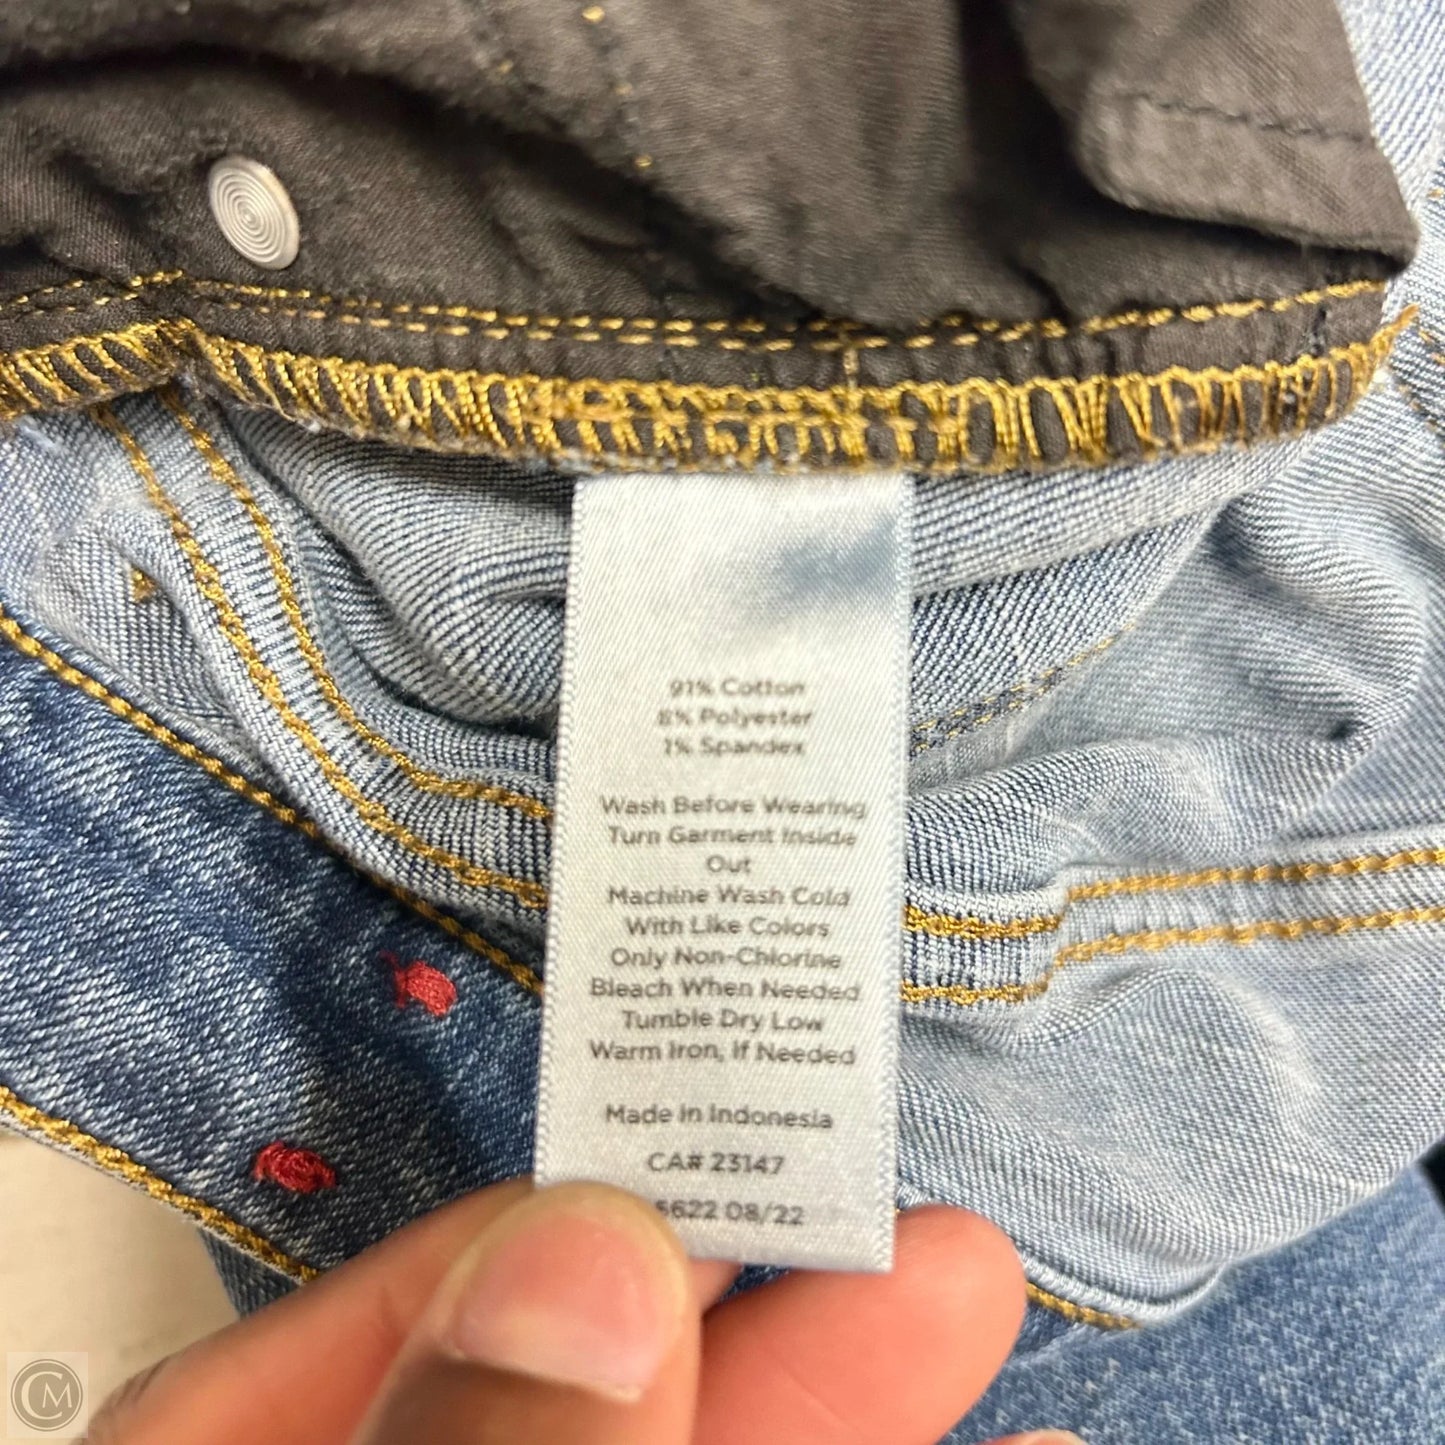 91% Cotton
8% Polyester
1% Spandex
Wash Before Wearing
Turn Garment Inside
Out
Machine Wash Cold
With Like Colors
Only Non-Chlorine
Bleach When Needed
Tumble Dry Low
Warm Iron, If Needed
Made in Indonesia
CA# 23147
5622 08/22
CM